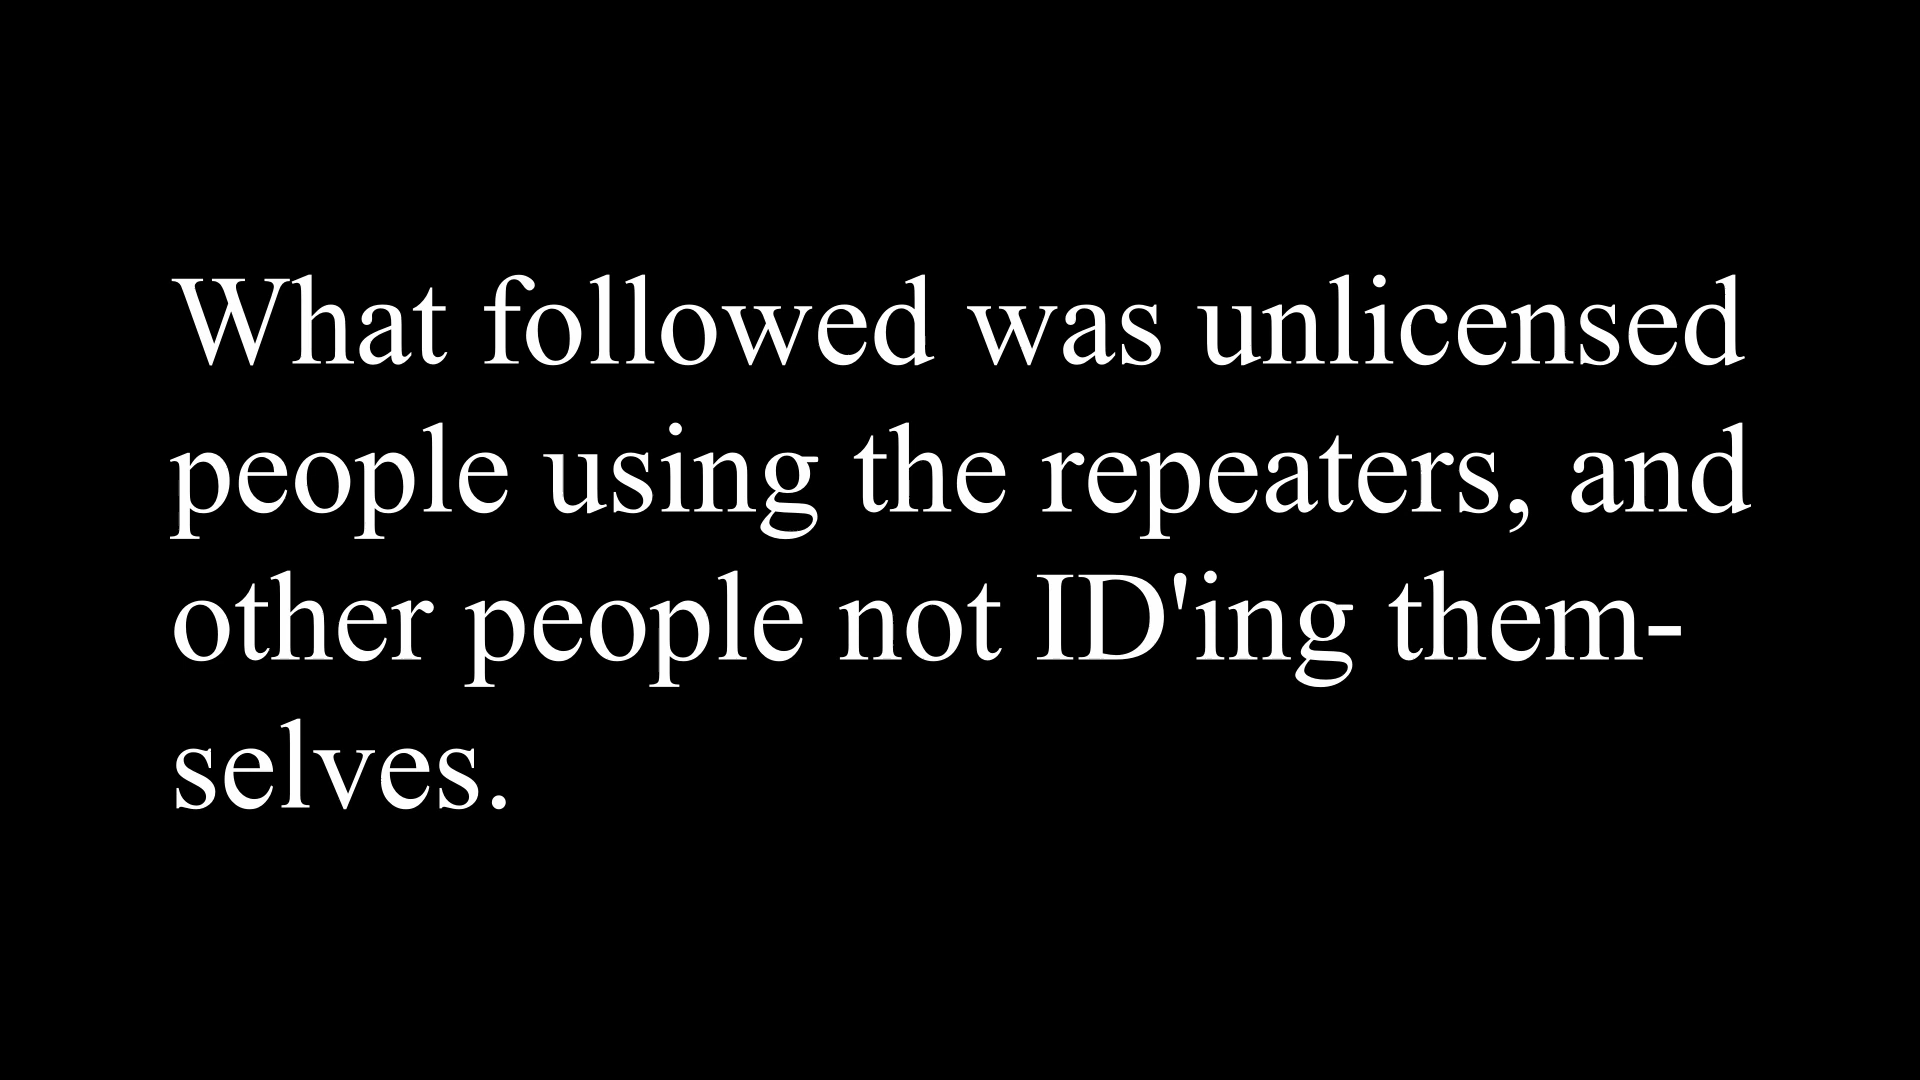 What followed was unlicensed
people using the repeaters, and
other people not ID'ing them-
selves.